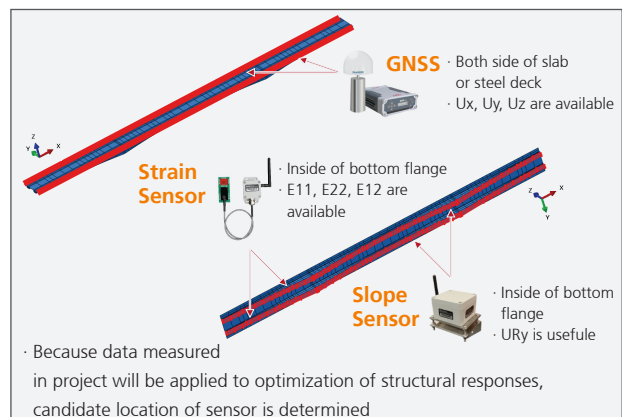 GNSS
· Both side of slab
or steel deck
· Ux, Uy, Uz are available
Z
Y
X
Strain
Sensor
· Inside of bottom flange
· E11, E22, E12 are
available
Z
X
Y
Slope
Sensor
· Inside of bottom
flange
· URy is usefule
· Because data measured
in project will be applied to optimization of structural responses,
candidate location of sensor is determined